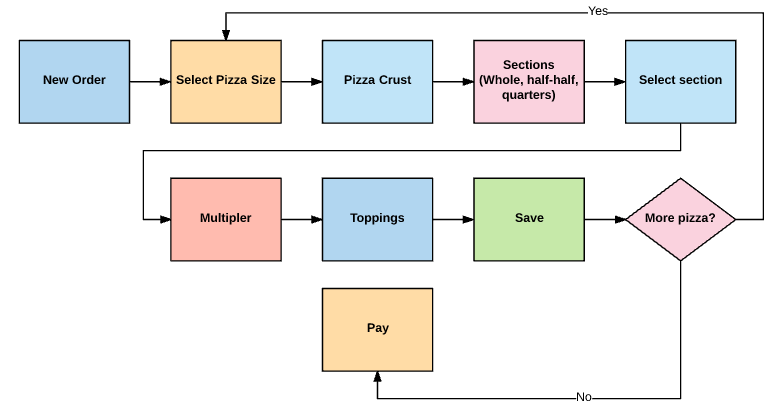 Yes
New Order
Select Pizza Size
Pizza Crust
Sections
(Whole, half-half,
quarters)
Select section
Multipler
Toppings
Save
More pizza?
Pay
No